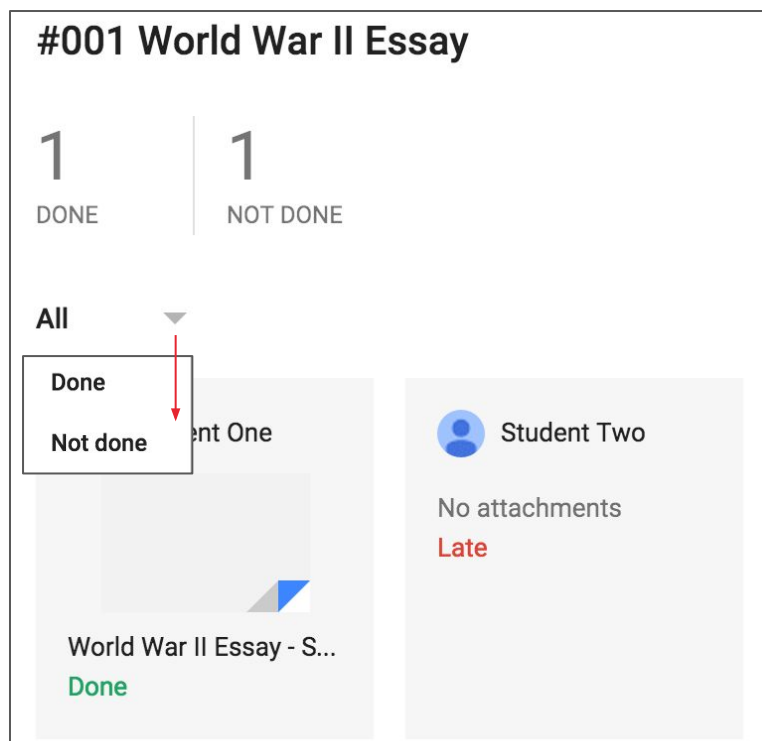 #001 World War II Essay
1
DONE
1
NOT DONE
All
Done
Not done
ent One
World War II Essay - S...
Done
Student Two
No attachments
Late